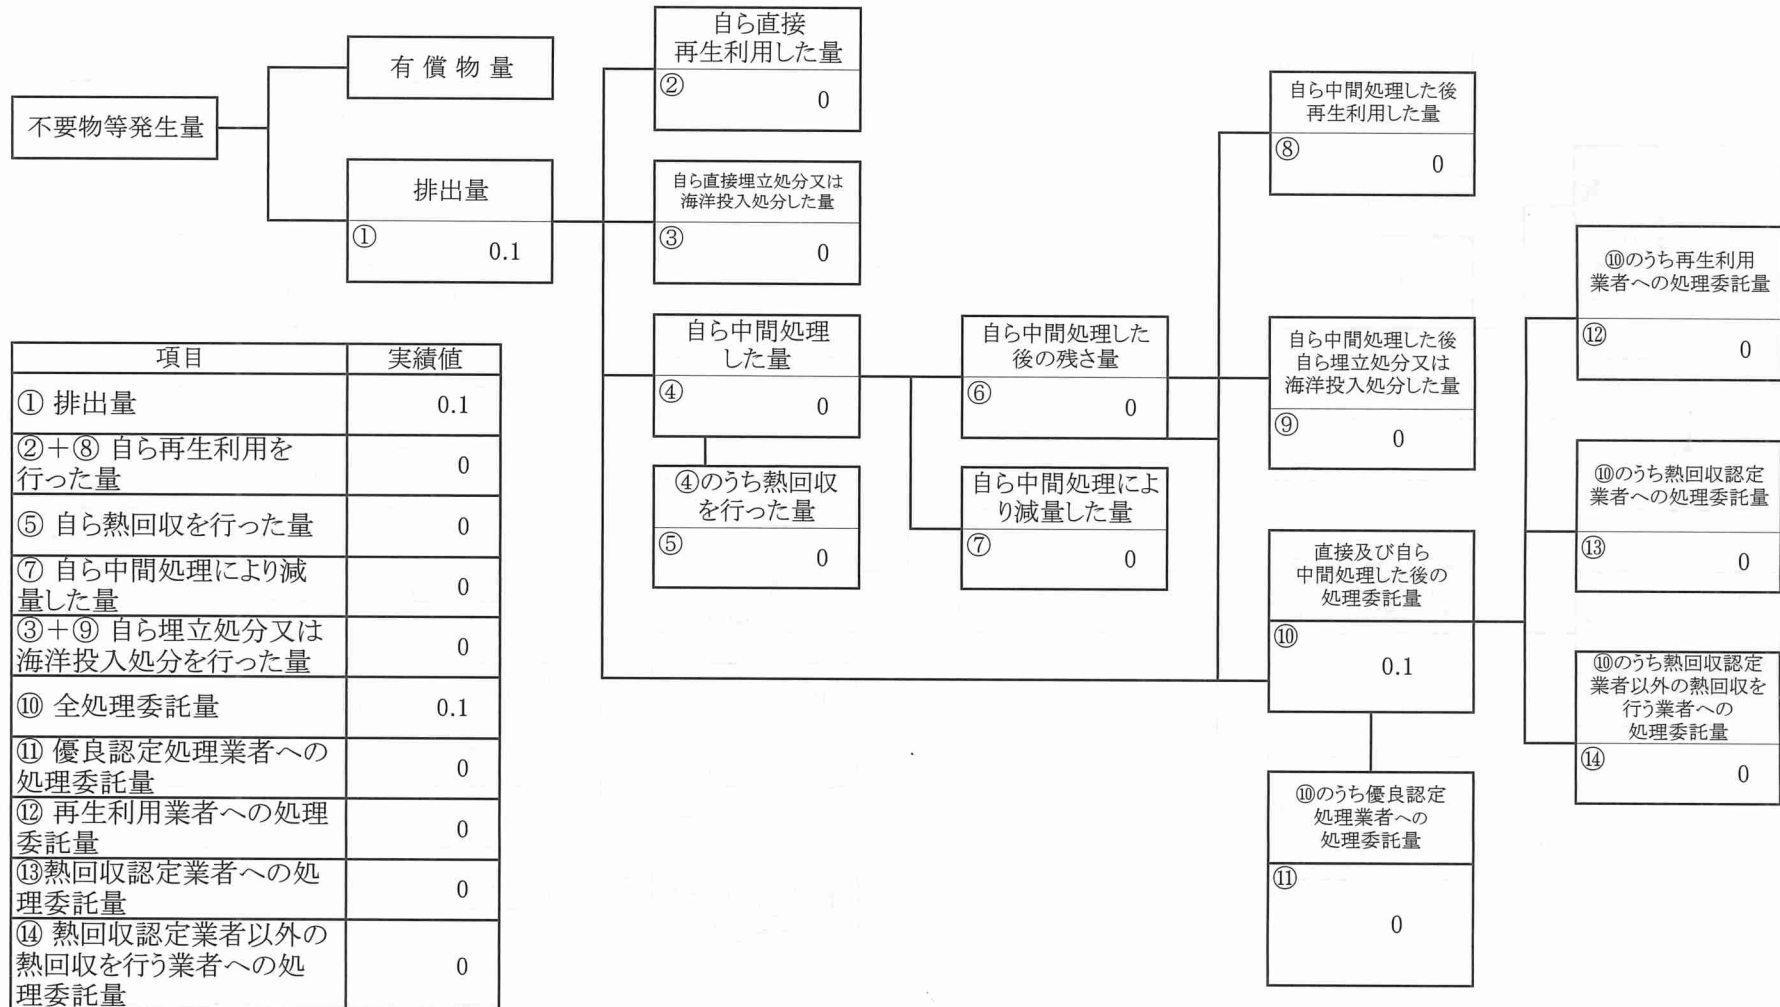 不要物等発生量
有償物量
排出量
①
0.1
自ら直接
再生利用した量
②
0
自ら直接埋立処分又は
海洋投入処分した量
③
0
自ら中間処理
した量
④
0
④のうち熱回収
を行った量
⑤
0
自ら中間処理した
後の残さ量
⑥
0
自ら中間処理によ
り減量した量
⑦
0
自ら中間処理した後
再生利用した量
⑧
0
自ら中間処理した後
自ら埋立処分又は
海洋投入処分した量
⑨
0
直接及び自ら
中間処理した後の
処理委託量
⑩
0.1
⑩のうち優良認定
処理業者への
処理委託量
⑪
0
⑩のうち再生利用
業者への処理委託量
⑫
0
⑩のうち熱回収認定
業者への処理委託量
⑬
0
⑩のうち熱回収認定
業者以外の熱回収を
行う業者への
処理委託量
⑭
0
項目 実績値
① 排出量 0.1
②+⑧ 自ら再生利用を
行った量 0
⑤ 自ら熱回収を行った量 0
⑦ 自ら中間処理により減
量した量 0
③+⑨ 自ら埋立処分又は
海洋投入処分を行った量 0
⑩ 全処理委託量 0.1
⑪ 優良認定処理業者への
処理委託量 0
⑫ 再生利用業者への処理
委託量 0
⑬熱回収認定業者への処
理委託量 0
⑭ 熱回収認定業者以外の
熱回収を行う業者への処
理委託量 0